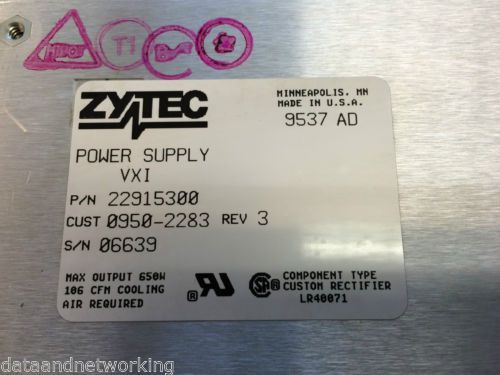 TI
ZYTEC
MINNEAPOLIS, MN
MADE IN U.S.A.
9537 AD
POWER SUPPLY
VXI
P/N 22915300
CUST 0950-2283 REV 3
S/N 06639
MAX OUTPUT 650W
106 CFM COOLING
AIR REQUIRED
®
COMPONENT TYPE
CUSTOM RECTIFIER
LR40071
dataandnetworking